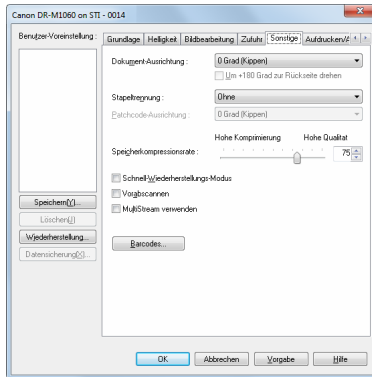 Canon DR-M1060 on STI - 0014
Benutzer-Voreinstellung :
Speichern(Y)...
Löschen(J)
Wiederherstellung...
Datensicherung(X)...
Grundlage Helligkeit Bildbearbeitung Zufuhr Sonstige Aufdrucken/A
Dokument-Ausrichtung : 0 Grad (Kippen)
Um +180 Grad zur Rückseite drehen
Stapeltrennung : Ohne
Patchcode-Ausrichtung : 0 Grad (Kippen)
Hohe Komprimierung Hohe Qualitat
Speicherkompressionsrate : 75
Schnell-Wiederherstellungs-Modus
Vorabscannen
MultiStream verwenden
Barcodes...
OK Abbrechen Vorgabe Hilfe